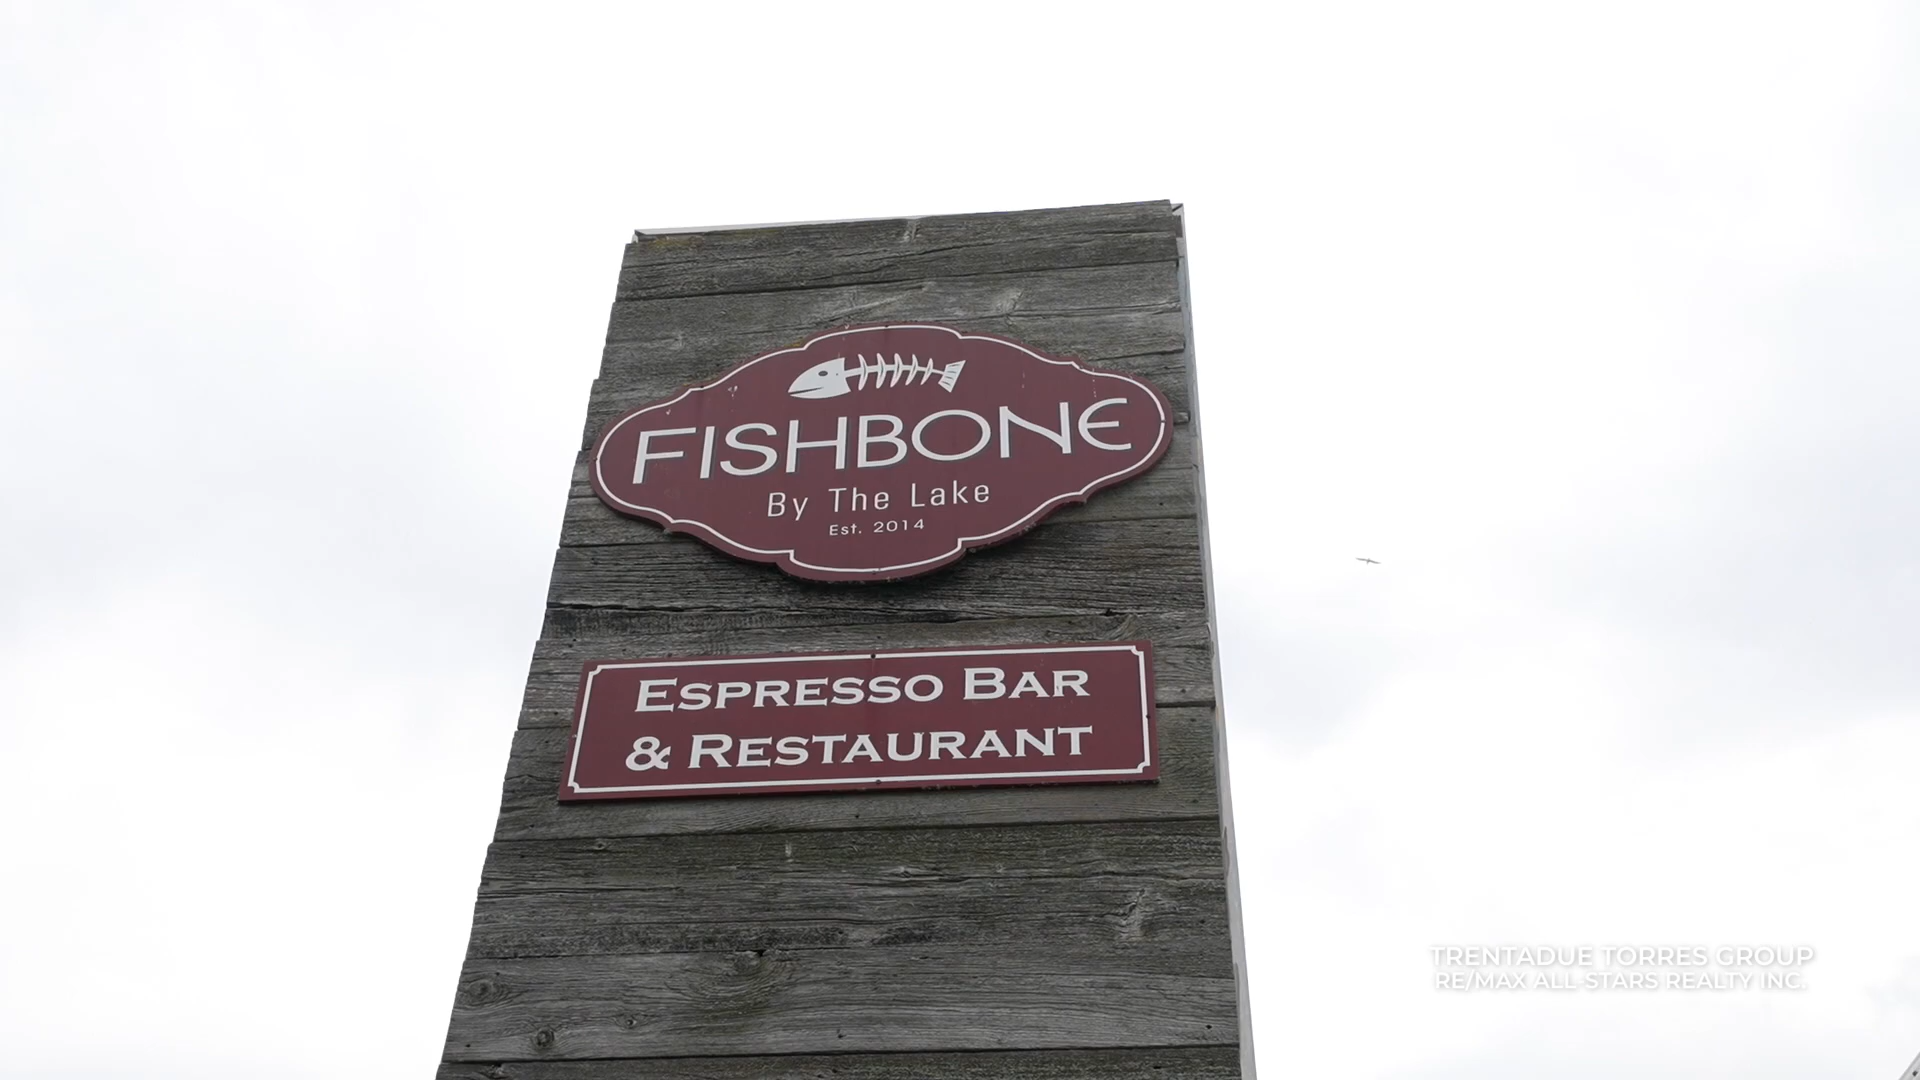 FISHBONE
By The Lake
Est. 2014
ESPRESSO BAR
& RESTAURANT
TRENTADUE TORRES GROUP
RE/MAX ALL-STARS REALTY INC.